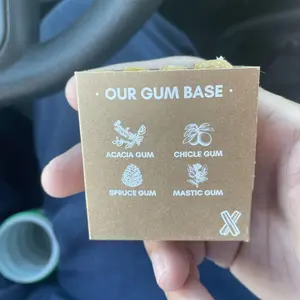 · OUR GUM BASE ·
ACACIA GUM
CHICLE GUM
SPRUCE GUM
MASTIC GUM
X